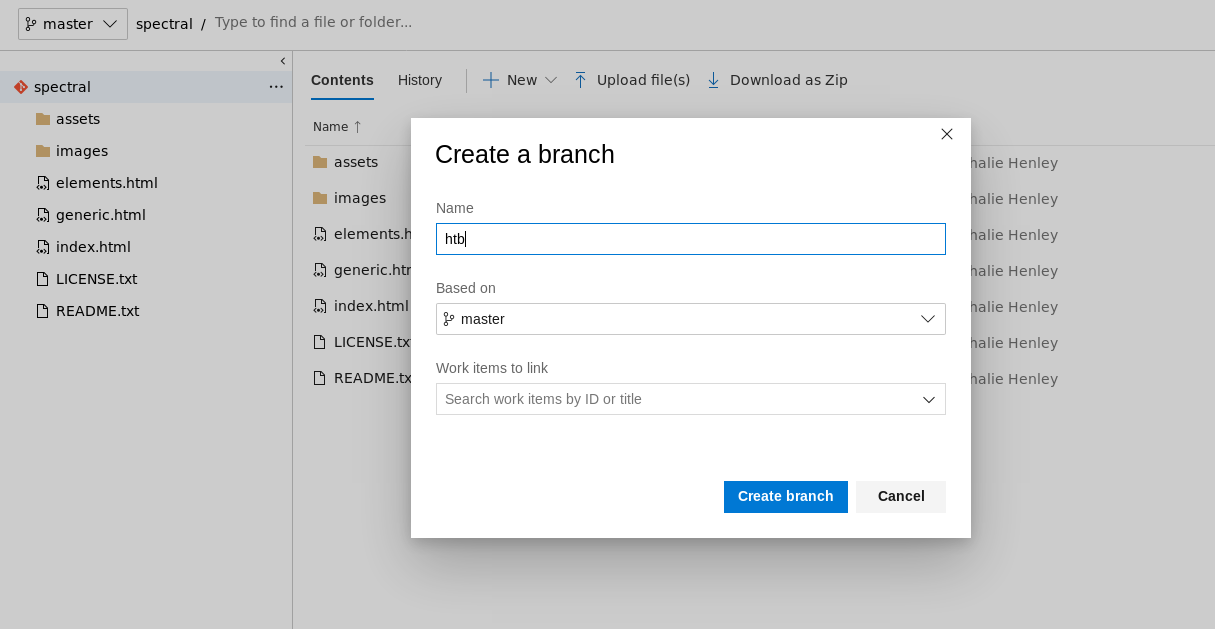 master
spectral /
Type to find a file or folder...
spectral
...
assets
images
elements.html
generic.html
index.html
LICENSE.txt
README.txt
Contents
History
New
Upload file(s)
Download as Zip
Name ↑
assets
images
elements.h
generic.htr
index.html
LICENSE.tx
README.tx
halie Henley
halie Henley
halie Henley
halie Henley
halie Henley
halie Henley
halie Henley
Create a branch
Name
htb
Based on
master
Work items to link
Search work items by ID or title
Create branch
Cancel